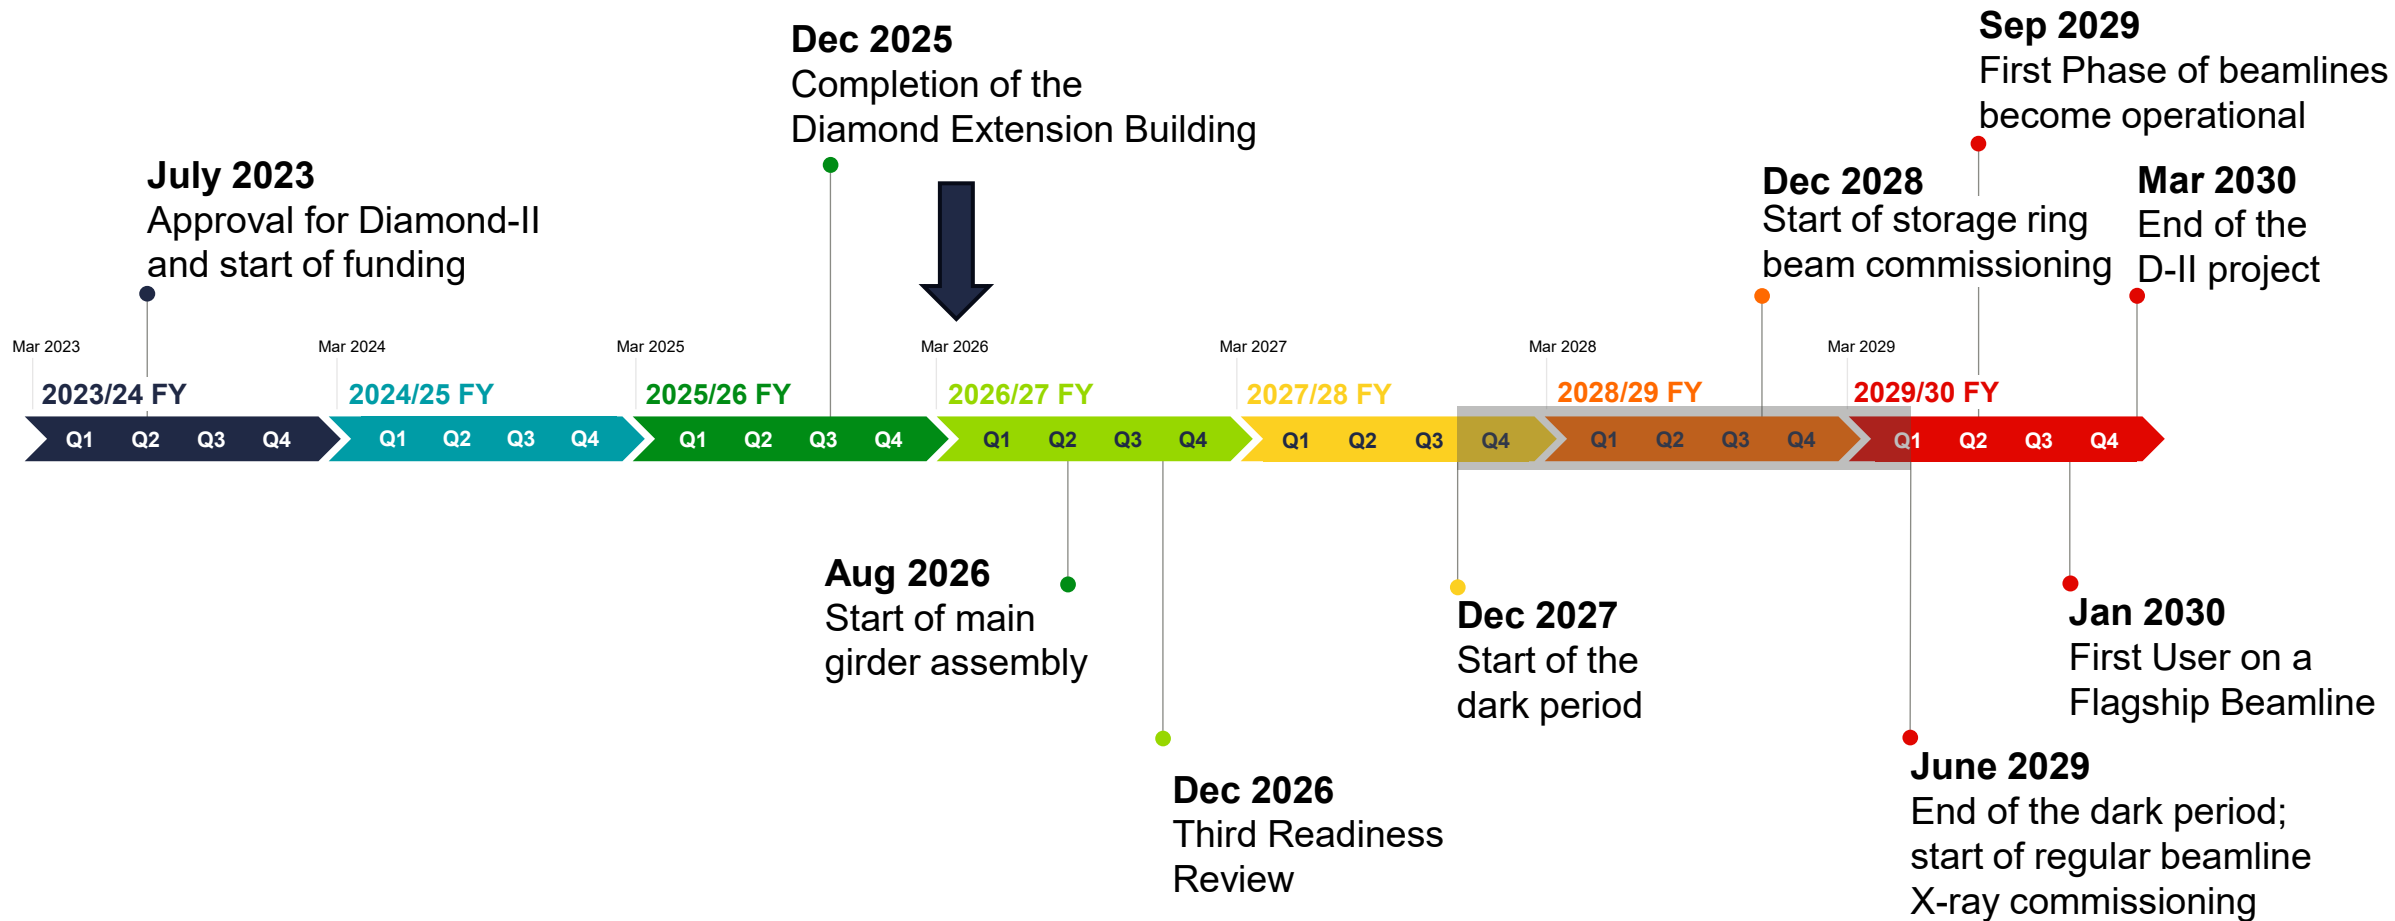 Dec 2025
Completion of the
Diamond Extension Building
Sep 2029
First Phase of beamlines
become operational
July 2023
Approval for Diamond-II
and start of funding
Dec 2028
Start of storage ring
beam commissioning
Mar 2030
End of the
D-II project
Mar 2023
Mar 2024
Mar 2025
Mar 2026
Mar 2027
Mar 2028
Mar 2029
2023/24 FY
2024/25 FY
2025/26 FY
2026/27 FY
2027/28 FY
2028/29 FY
2029/30 FY
Q1 Q2 Q3 Q4
Q1 Q2 Q3 Q4
Q1 Q2 Q3 Q4
Q1 Q2 Q3 Q4
Q1 Q2 Q3 Q4
Q1 Q2 Q3 Q4
Q1 Q2 Q3 Q4
Aug 2026
Start of main
girder assembly
Dec 2026
Third Readiness
Review
Dec 2027
Start of the
dark period
Jan 2030
First User on a
Flagship Beamline
June 2029
End of the dark period;
start of regular beamline
X-ray commissioning